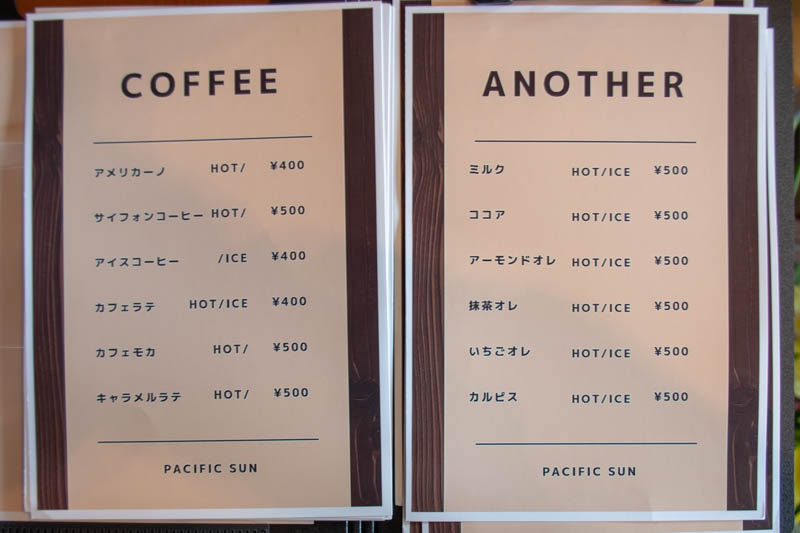 COFFEE
アメリカーノ HOT/ ¥400
サイフォンコーヒー HOT/ ¥500
アイスコーヒー /ICE ¥400
カフェラテ HOT/ICE ¥400
カフェモカ HOT/ ¥500
キャラメルラテ HOT/ ¥500
PACIFIC SUN
ANOTHER
ミルク HOT/ICE ¥500
ココア HOT/ICE ¥500
アーモンドオレ HOT/ICE ¥500
抹茶オレ HOT/ICE ¥500
いちごオレ HOT/ICE ¥500
カルピス HOT/ICE ¥500
PACIFIC SUN